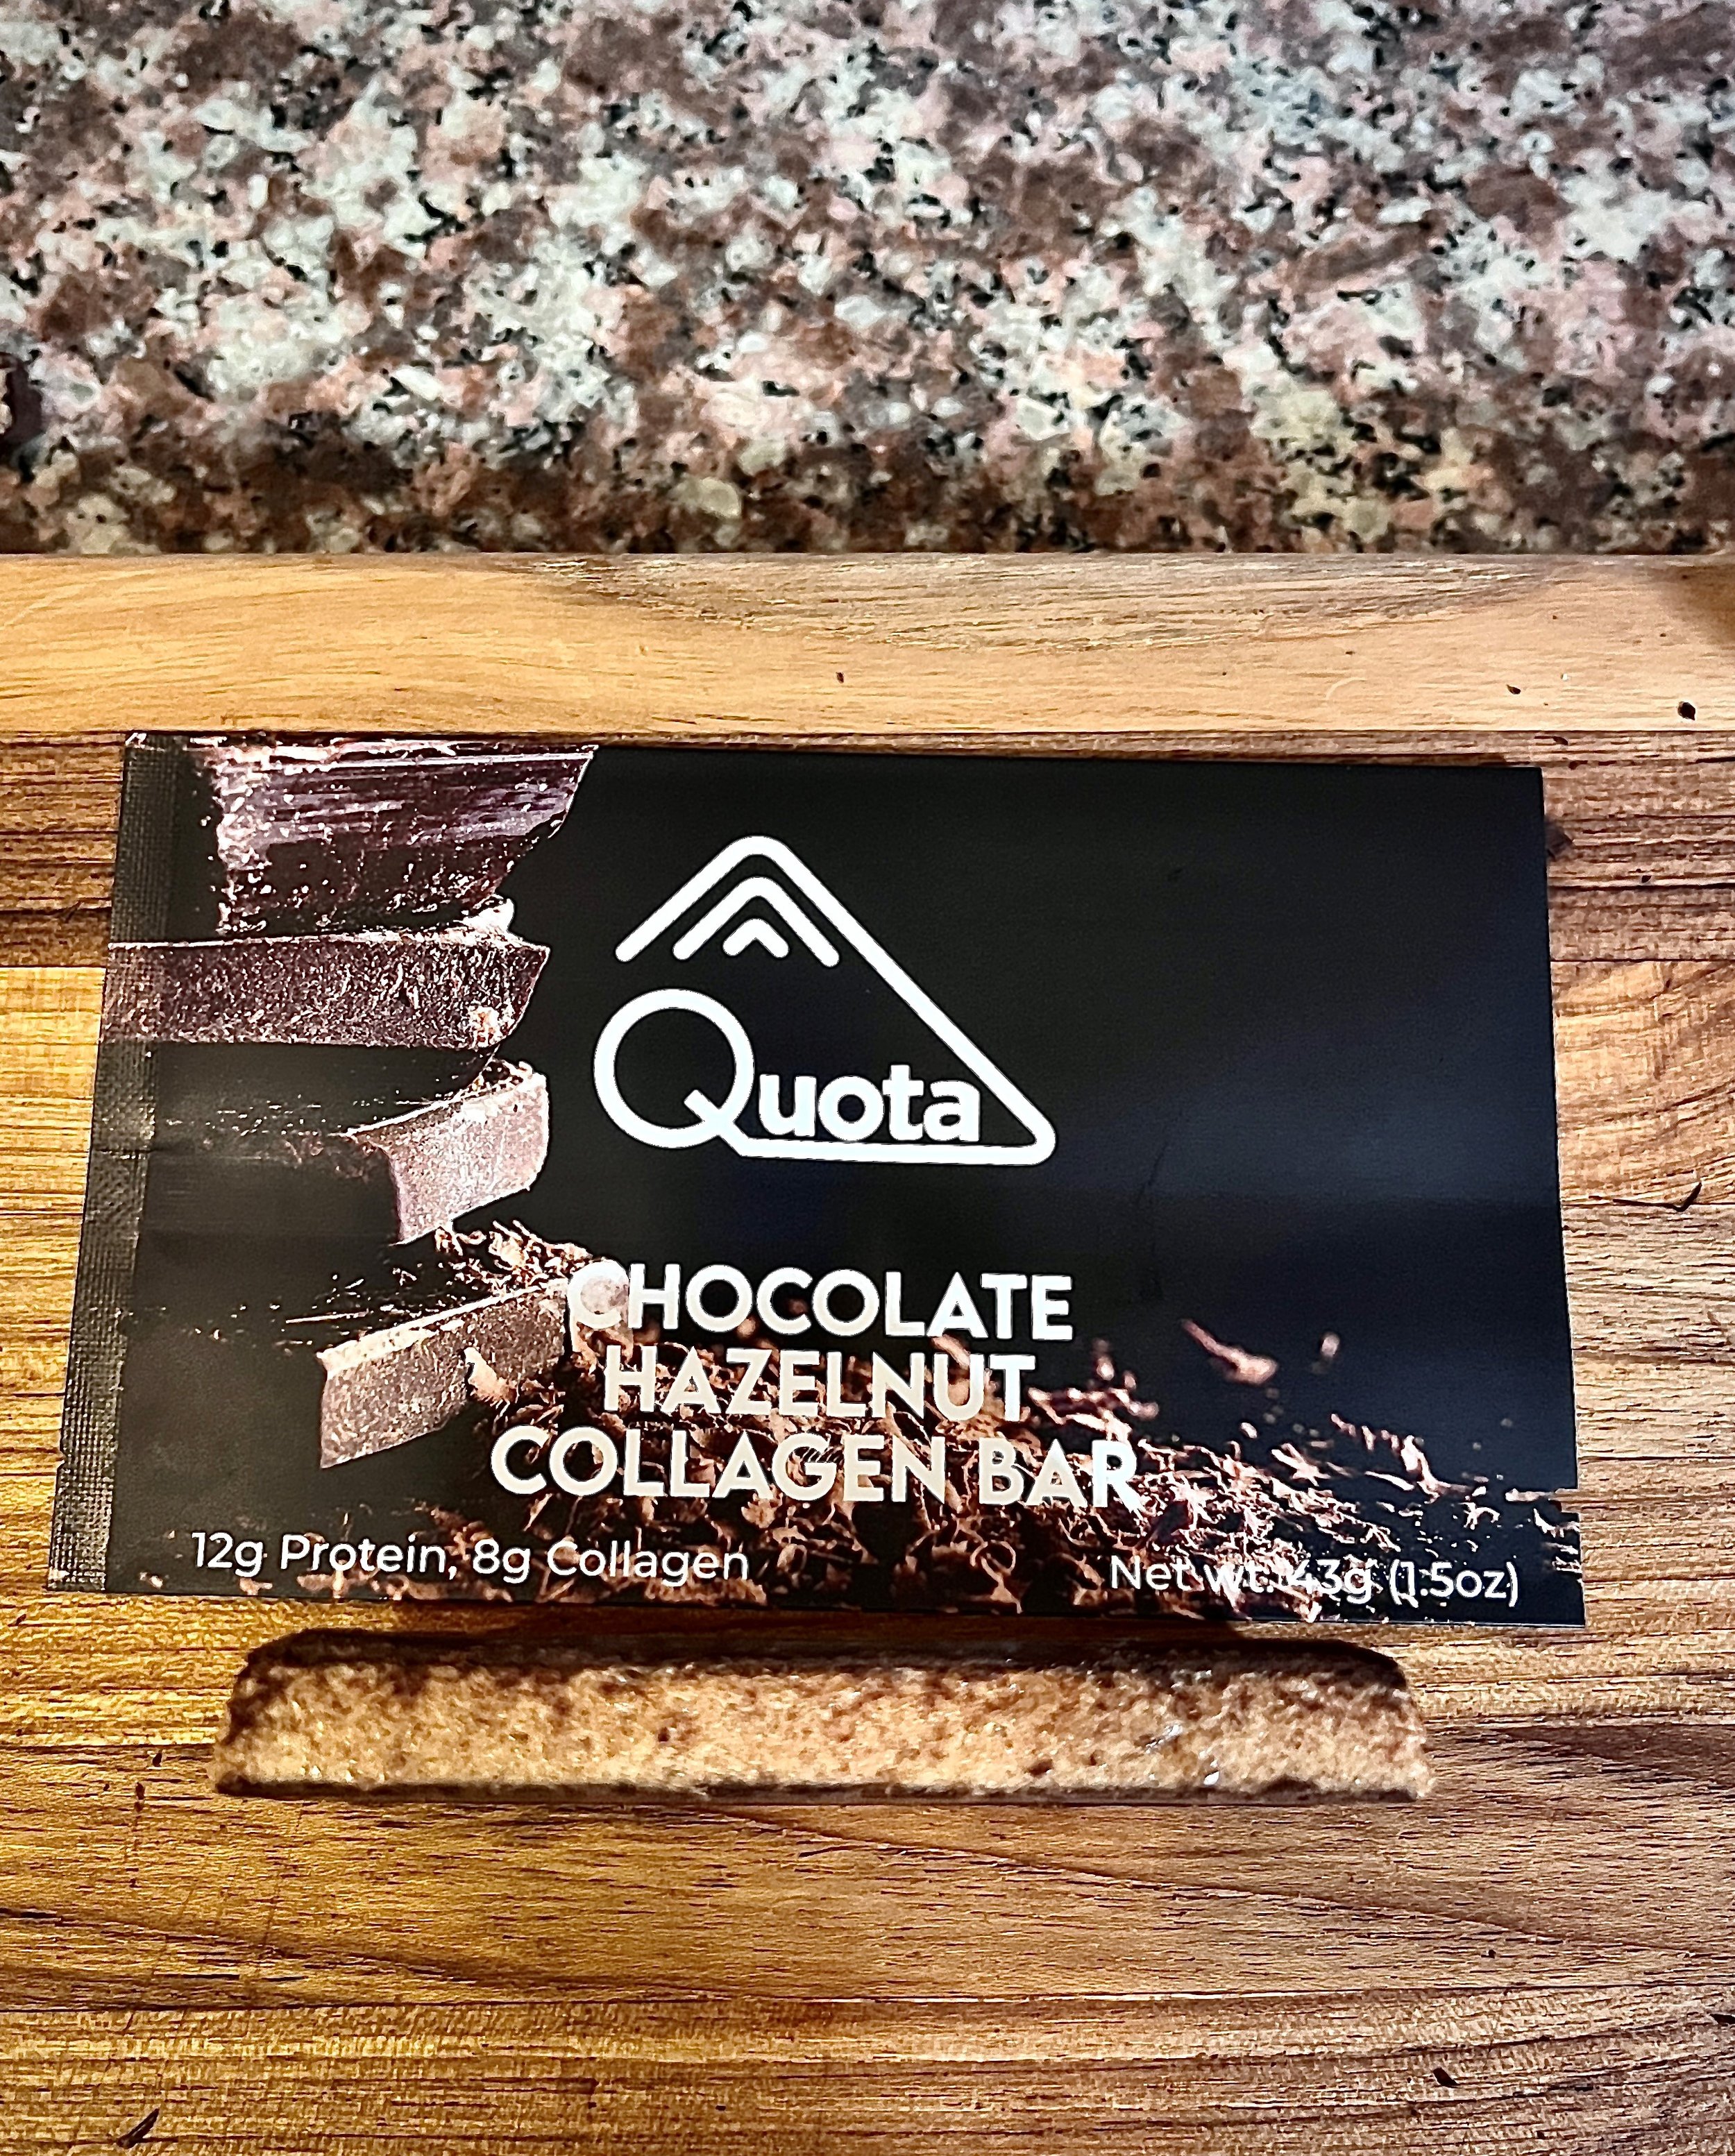 Quota
CHOCOLATE
HAZELNUT
COLLAGEN BAR
12g Protein, 8g Collagen
Net wt. 43g (1.5oz)